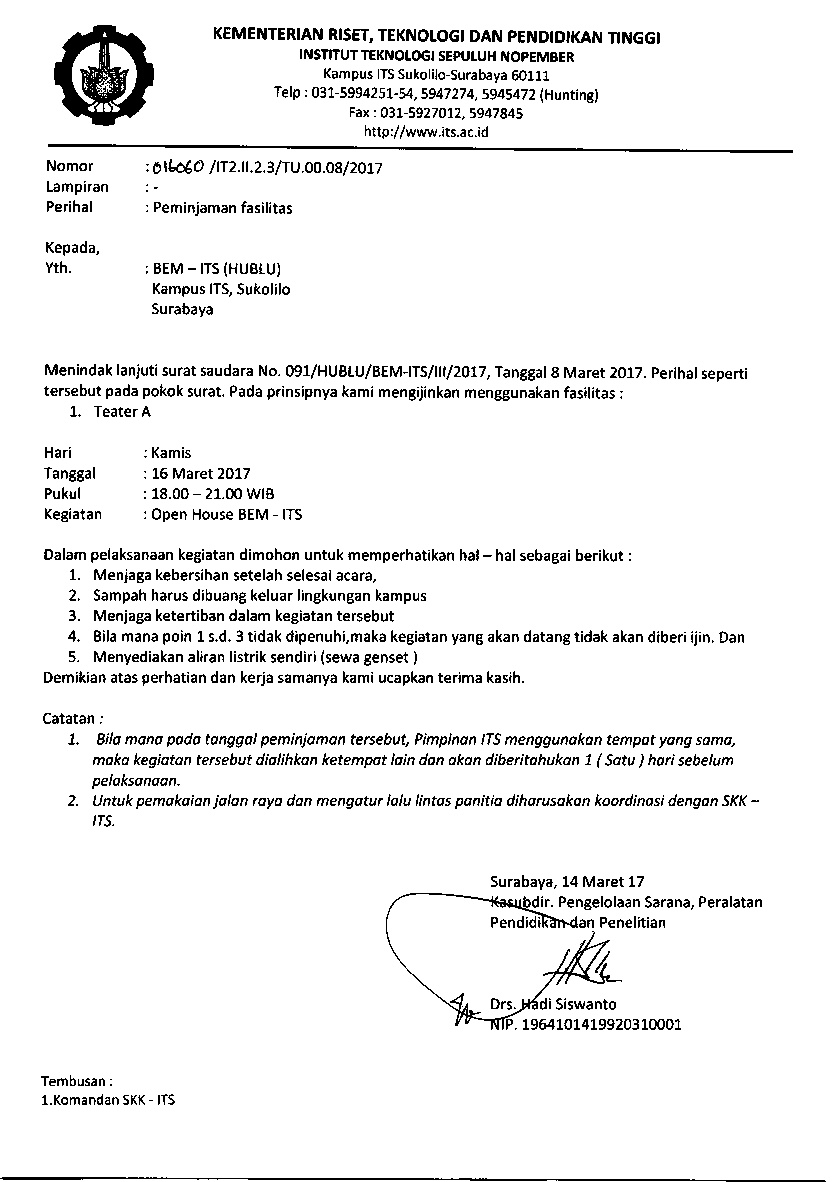 KEMENTERIAN RISET, TEKNOLOGI DAN PENDIDIKAN TINGGI
INSTITUT TEKNOLOGI SEPULUH NOPEMBER
Kampus ITS Sukolilo-Surabaya 60111
Telp : 031-5994251-54, 5947274, 5945472 (Hunting)
Fax : 031-5927012, 5947845
http://www.its.ac.id
Nomor : 016060 /IT2.II.2.3/TU.00.08/2017
Lampiran : -
Perihal : Peminjaman fasilitas
Kepada,
Yth. : BEM – ITS (HUBLU)
Kampus ITS, Sukolilo
Surabaya
Menindak lanjuti surat saudara No. 091/HUBLU/BEM-ITS/III/2017, Tanggal 8 Maret 2017. Perihal seperti
tersebut pada pokok surat. Pada prinsipnya kami mengijinkan menggunakan fasilitas :
1. Teater A
Hari : Kamis
Tanggal : 16 Maret 2017
Pukul : 18.00 – 21.00 WIB
Kegiatan : Open House BEM - ITS
Dalam pelaksanaan kegiatan dimohon untuk memperhatikan hal – hal sebagai berikut :
1. Menjaga kebersihan setelah selesai acara,
2. Sampah harus dibuang keluar lingkungan kampus
3. Menjaga ketertiban dalam kegiatan tersebut
4. Bila mana poin 1 s.d. 3 tidak dipenuhi,maka kegiatan yang akan datang tidak akan diberi ijin. Dan
5. Menyediakan aliran listrik sendiri (sewa genset )
Demikian atas perhatian dan kerja samanya kami ucapkan terima kasih.
Catatan :
1. Bila mana pada tanggal peminjaman tersebut, Pimpinan ITS menggunakan tempat yang sama,
maka kegiatan tersebut dialihkan ketempat lain dan akan diberitahukan 1 ( Satu ) hari sebelum
pelaksanaan.
2. Untuk pemakaian jalan raya dan mengatur lalu lintas panitia diharusakan koordinasi dengan SKK –
ITS.
Surabaya, 14 Maret 17
Kasubdir. Pengelolaan Sarana, Peralatan
Pendidikan dan Penelitian
Drs. Hadi Siswanto
NIP. 1964101419920310001
Tembusan :
1.Komandan SKK - ITS